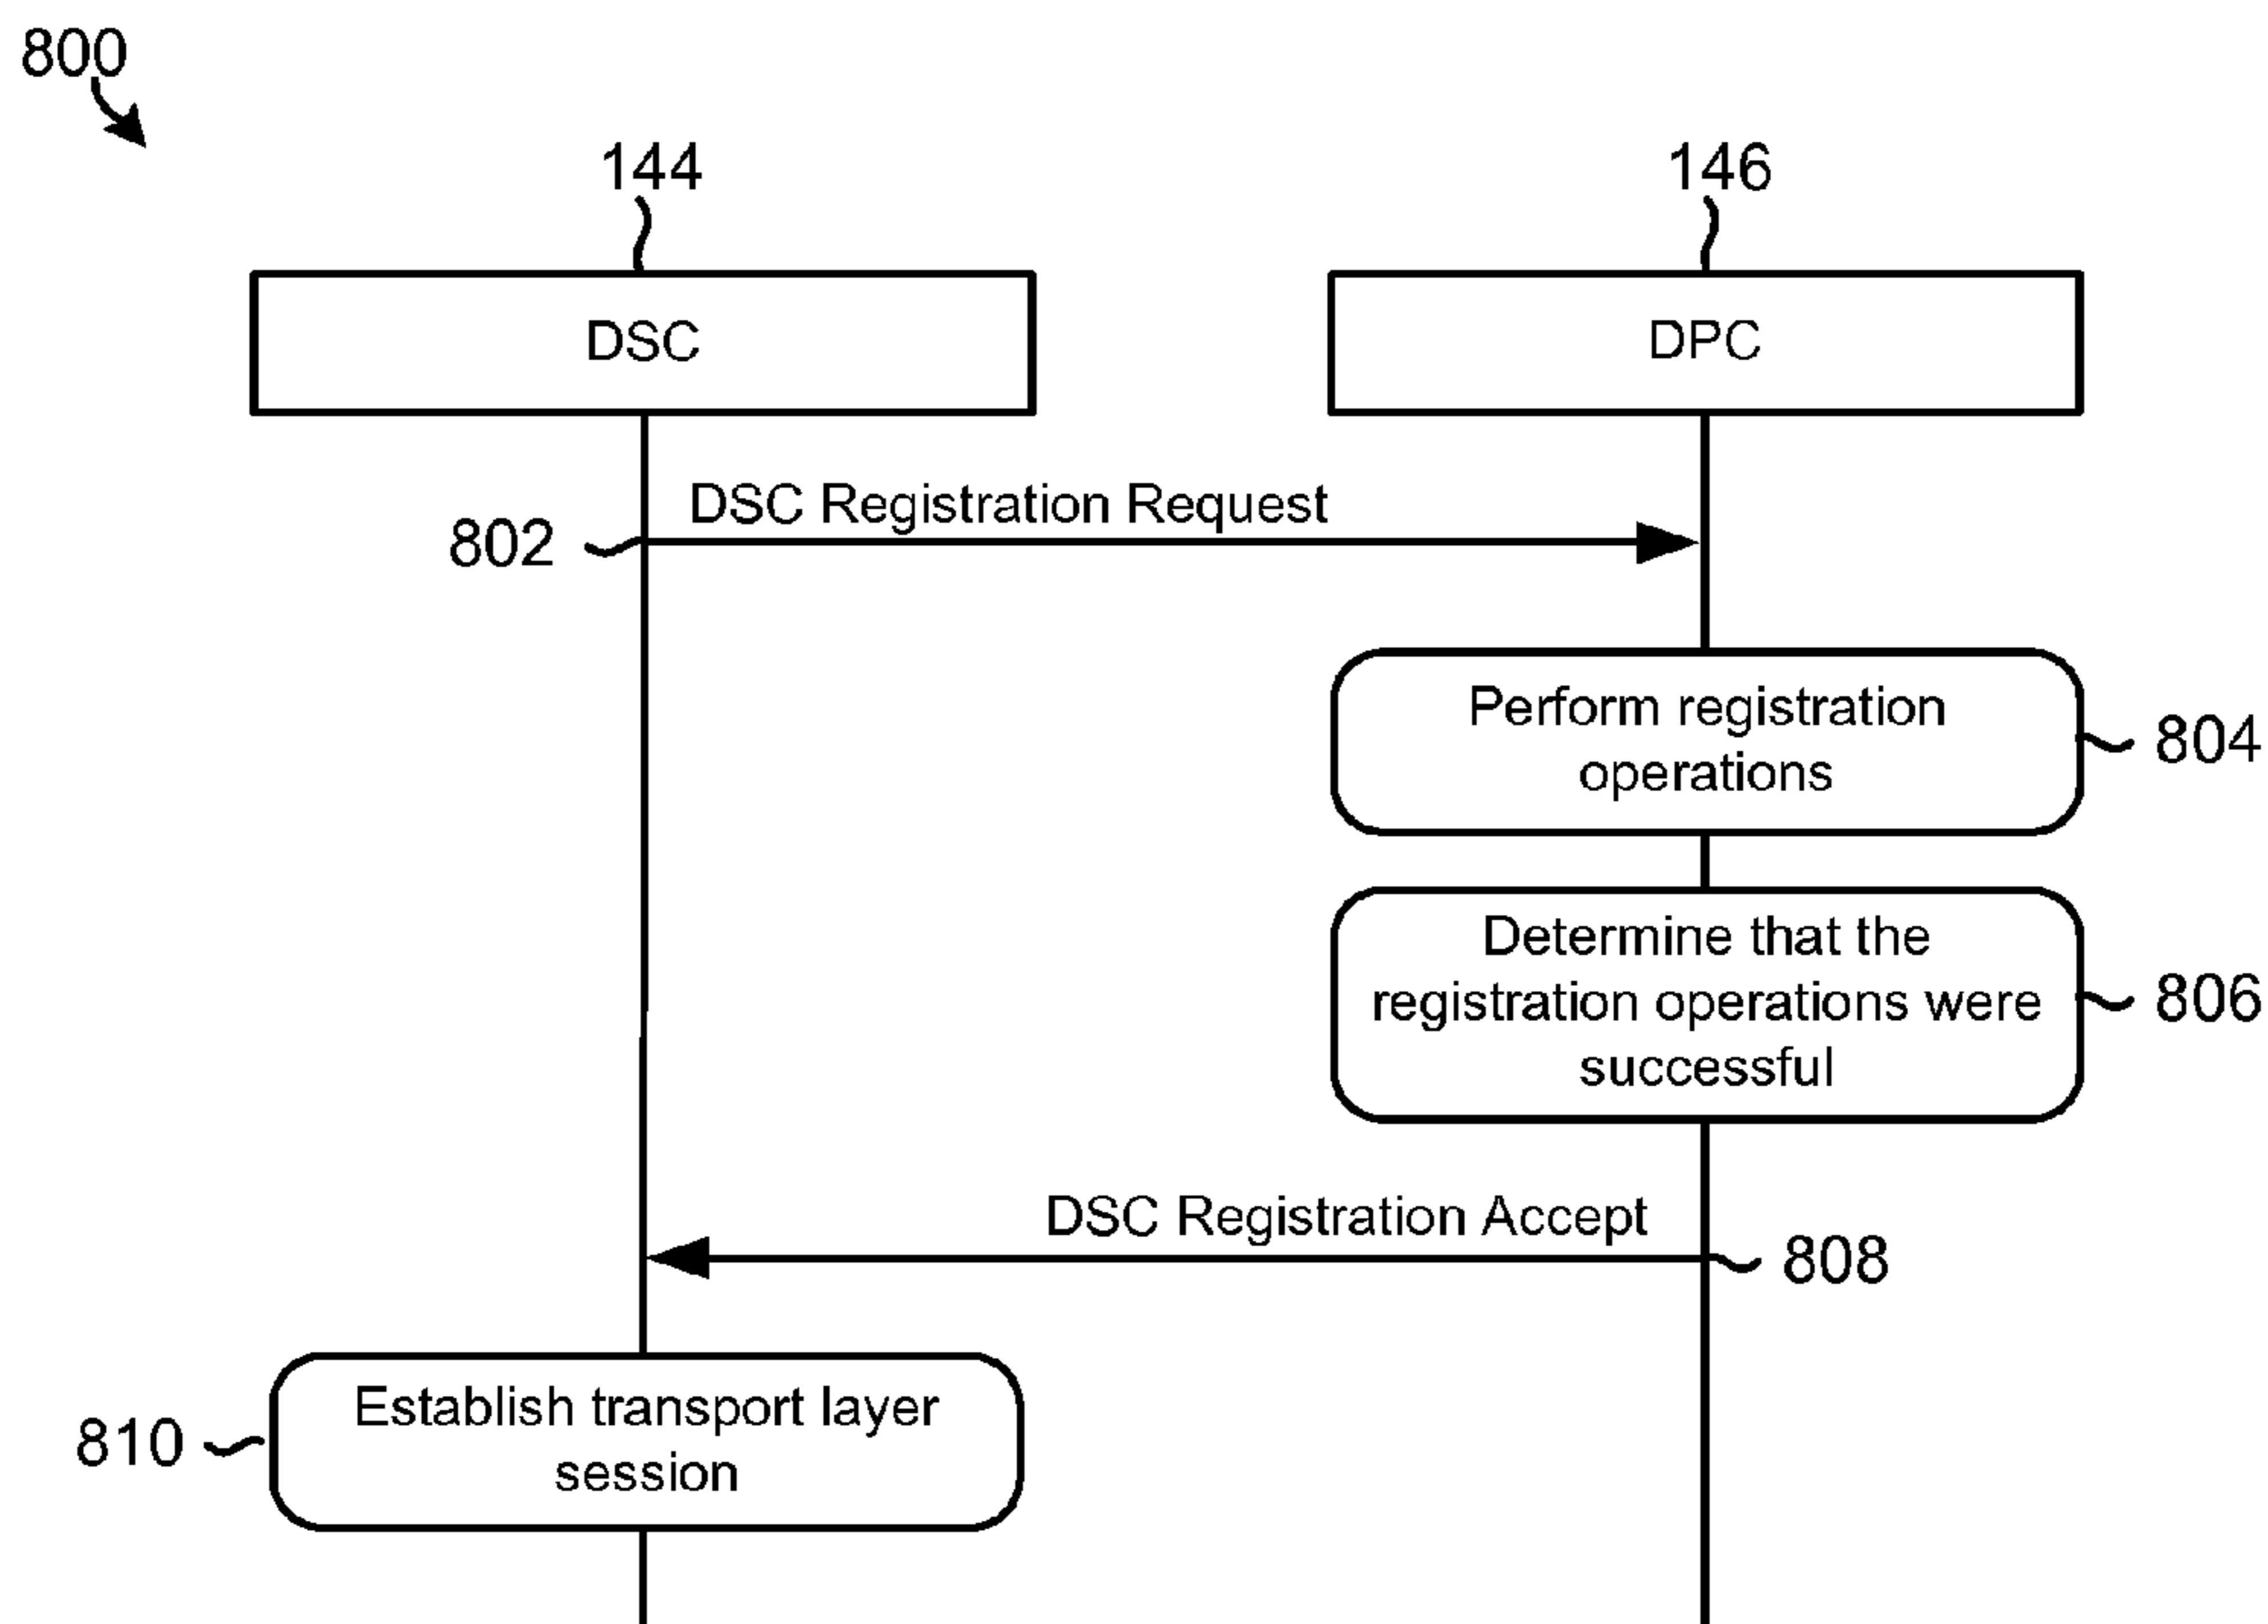 800
144
146
DSC
DPC
DSC Registration Request
802
Perform registration
operations
804
Determine that the
registration operations were
successful
806
DSC Registration Accept
808
Establish transport layer
session
810